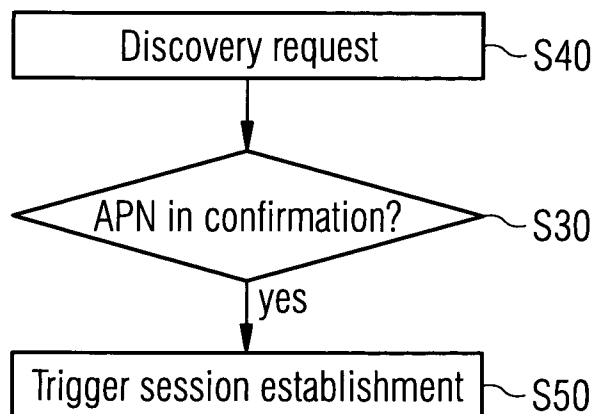 Discovery request
S40
APN in confirmation?
S30
yes
Trigger session establishment
S50